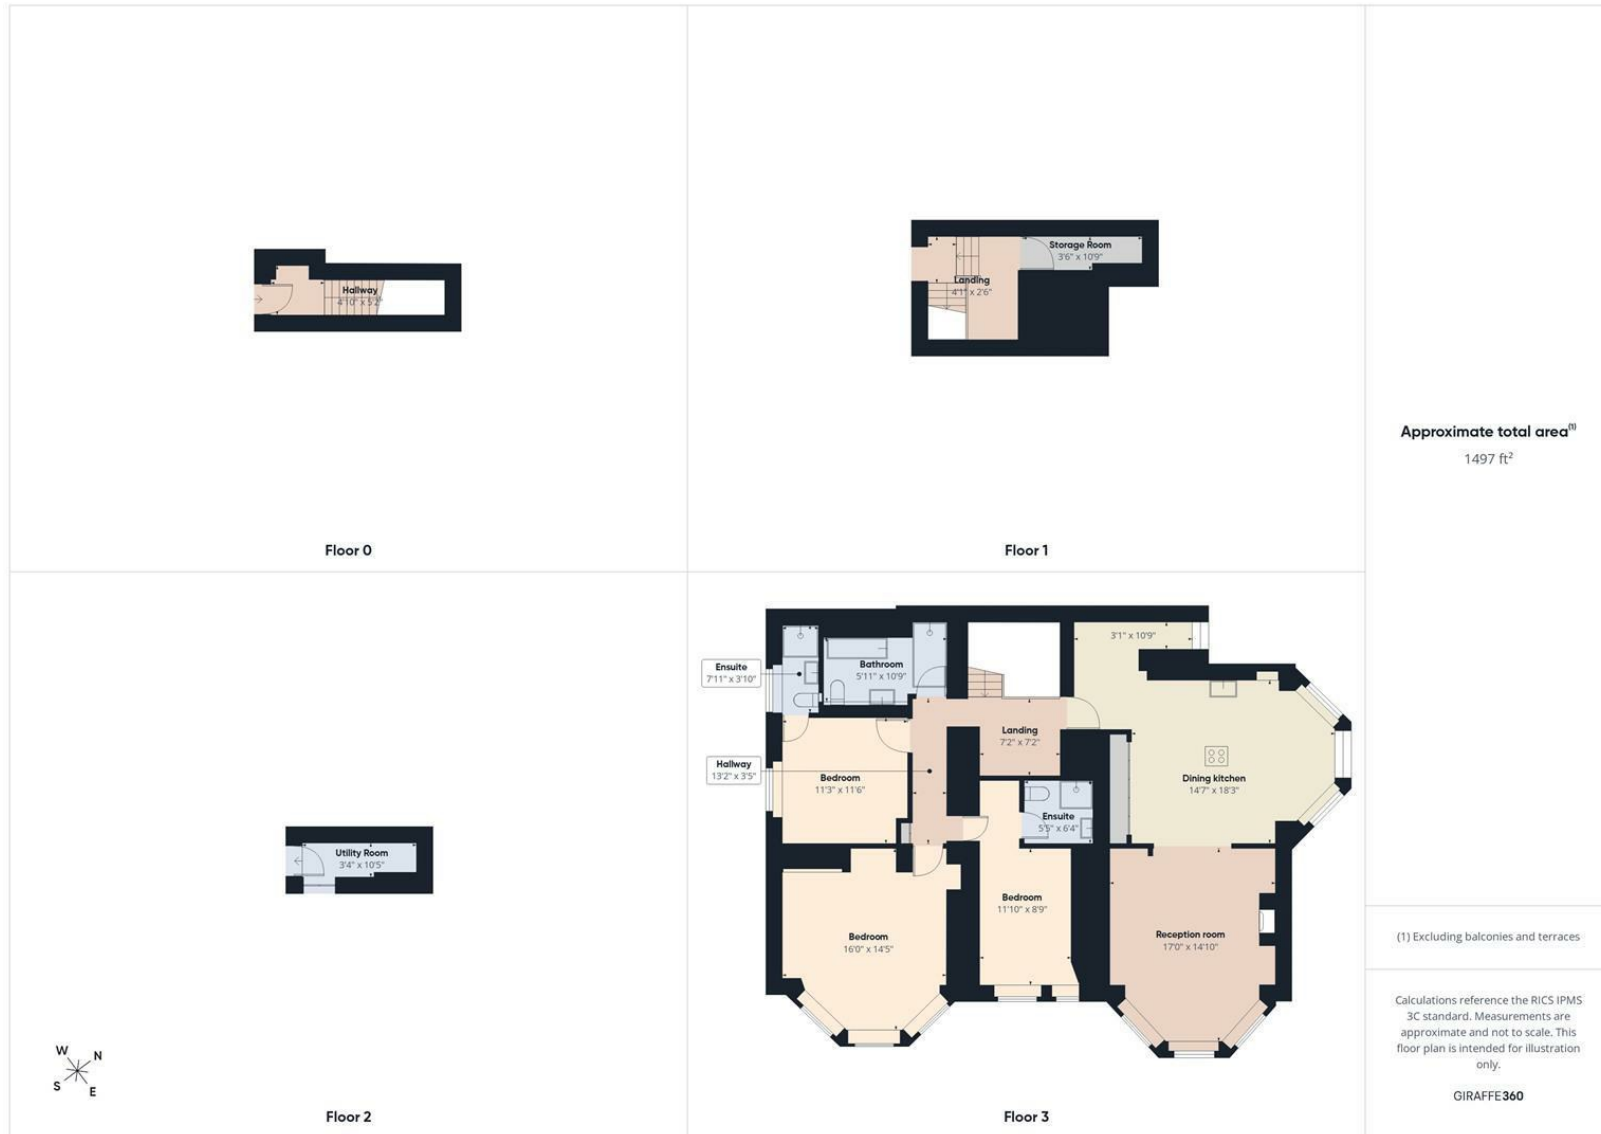 Hallway
4'10" x 5'2"
Floor 0
Storage Room
3'6" x 10'9"
Landing
4'1" x 2'6"
Floor 1
Approximate total area(1)
1497 ft²
Utility Room
3'4" x 10'5"
W
N
S
E
Floor 2
Ensuite
7'11" x 3'10"
Bathroom
5'11" x 10'9"
3'1" x 10'9"
Landing
7'2" x 7'2"
Hallway
13'2" x 3'5"
Bedroom
11'3" x 11'6"
Dining kitchen
14'7" x 18'3"
Ensuite
5'5" x 6'4"
Bedroom
11'10" x 8'9"
Bedroom
16'0" x 14'5"
Reception room
17'0" x 14'10"
Floor 3
(1) Excluding balconies and terraces
Calculations reference the RICS IPMS
3C standard. Measurements are
approximate and not to scale. This
floor plan is intended for illustration
only.
GIRAFFE360